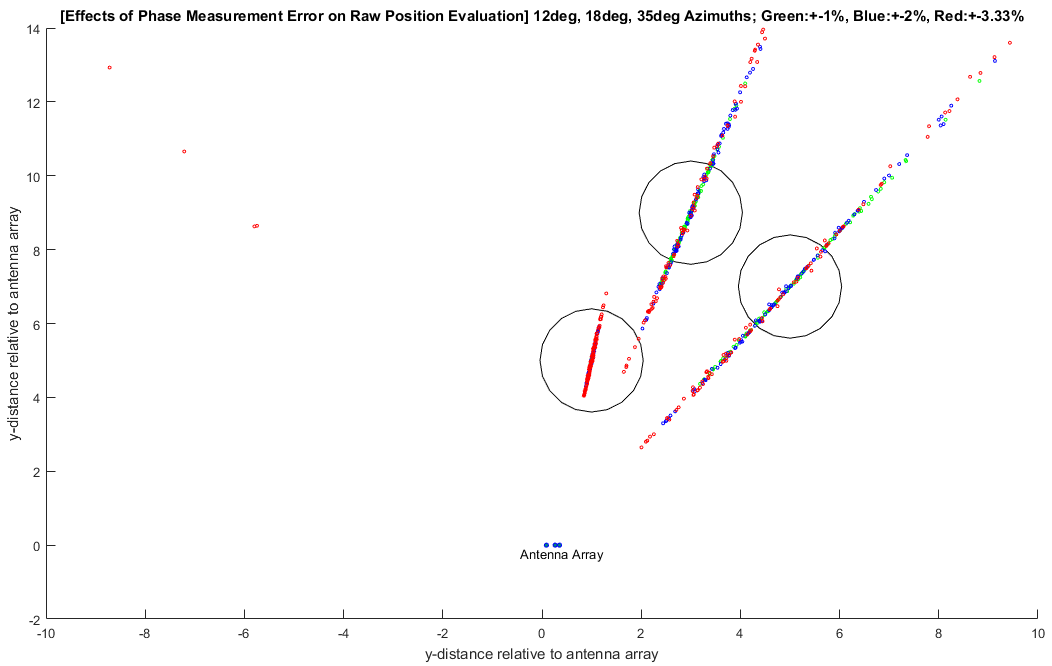 [Effects of Phase Measurement Error on Raw Position Evaluation] 12deg, 18deg, 35deg Azimuths; Green:+-1%, Blue:+-2%, Red:+-3.33%
14
12
10
8
6
4
2
0
-2
y-distance relative to antenna array
Antenna Array
-10 -8 -6 -4 -2 0 2 4 6 8 10
y-distance relative to antenna array